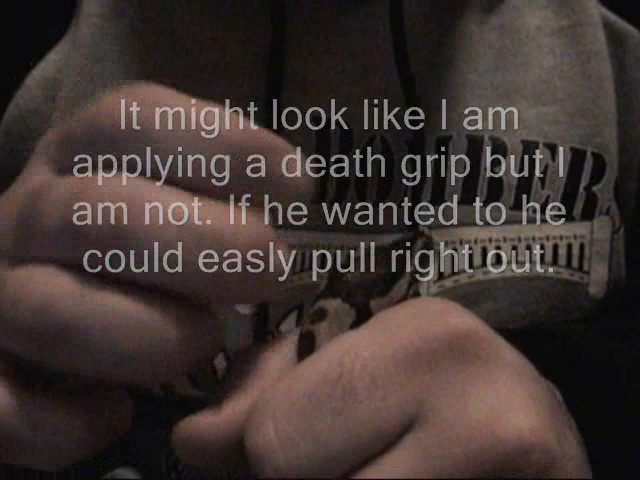 It might look like I am
applying a death grip but I
am not. If he wanted to he
could easly pull right out.